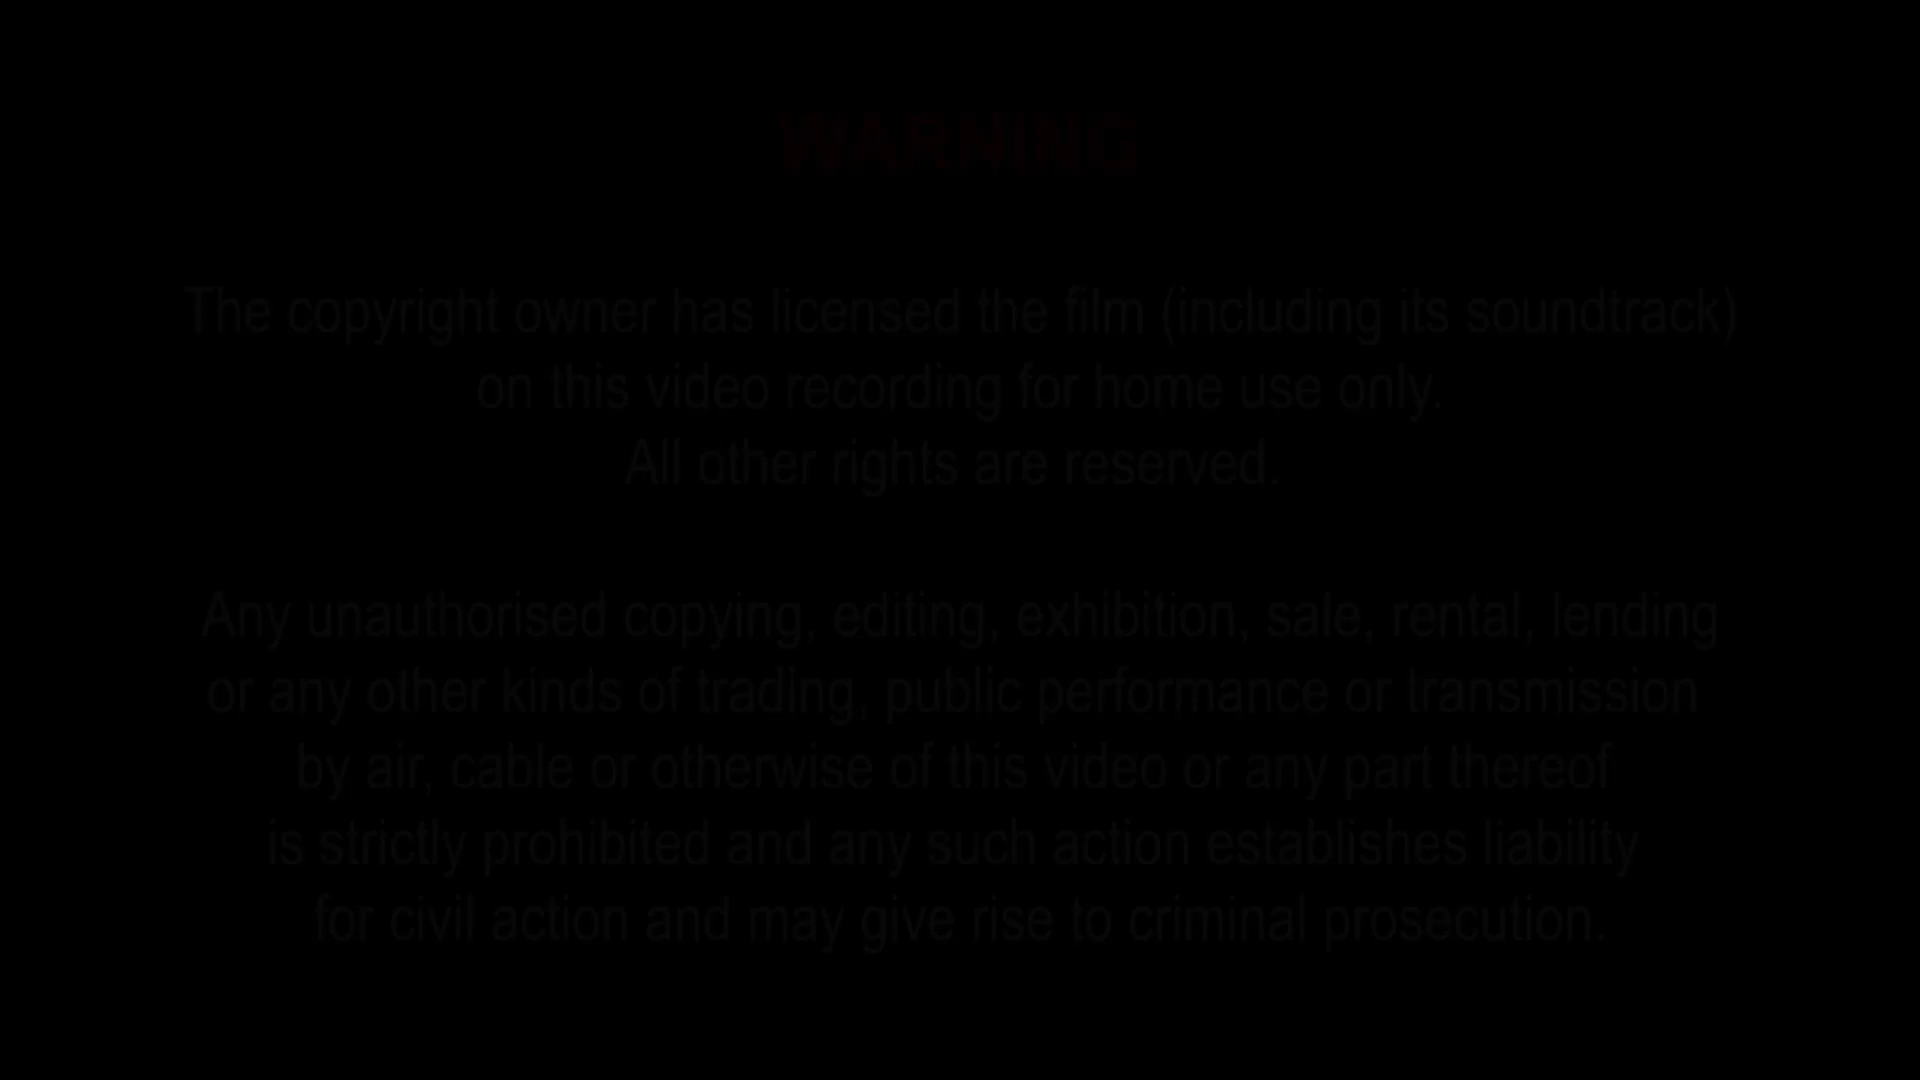 WARNING
The copyright owner has licensed the film (including its soundtrack)
on this video recording for home use only.
All other rights are reserved.
Any unauthorised copying, editing, exhibition, sale, rental, lending
or any other kinds of trading, public performance or transmission
by air, cable or otherwise of this video or any part thereof
is strictly prohibited and any such action establishes liability
for civil action and may give rise to criminal prosecution.